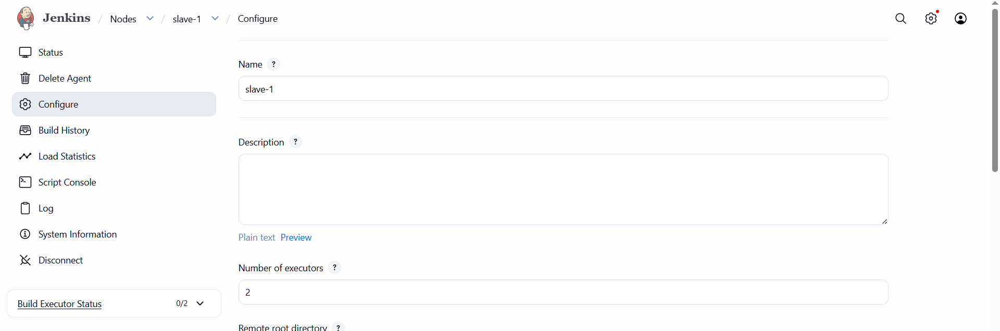 Jenkins / Nodes / slave-1 / Configure
Status
Delete Agent
Configure
Build History
Load Statistics
Script Console
Log
System Information
Disconnect
Build Executor Status 0/2
Name ?
slave-1
Description ?
Plain text Preview
Number of executors ?
2
Remote root directory ?